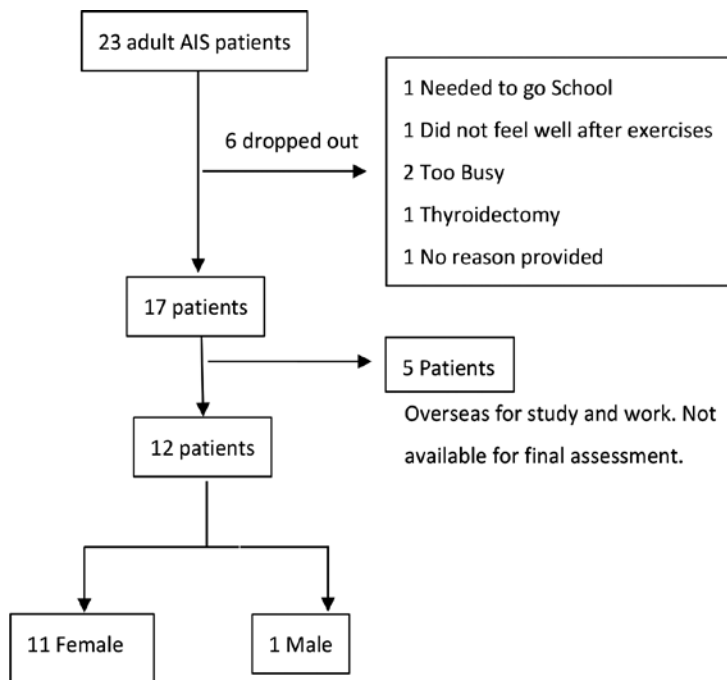 23 adult AIS patients
6 dropped out
1 Needed to go School
1 Did not feel well after exercises
2 Too Busy
1 Thyroidectomy
1 No reason provided
17 patients
5 Patients
Overseas for study and work. Not
available for final assessment.
12 patients
11 Female
1 Male